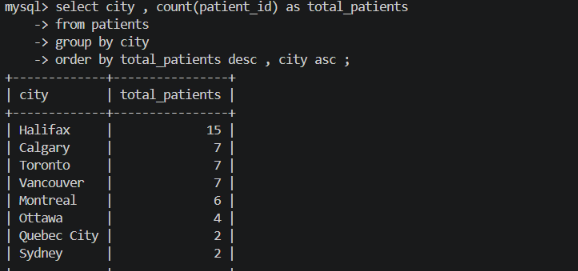 mysql> select city , count(patient_id) as total_patients
    -> from patients
    -> group by city
    -> order by total_patients desc , city asc ;
+-------------+----------------+
| city        | total_patients |
+-------------+----------------+
| Halifax     |             15 |
| Calgary     |              7 |
| Toronto     |              7 |
| Vancouver   |              7 |
| Montreal    |              6 |
| Ottawa      |              4 |
| Quebec City |              2 |
| Sydney      |              2 |